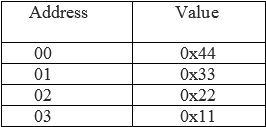 Address Value
00 0x44
01 0x33
02 0x22
03 0x11